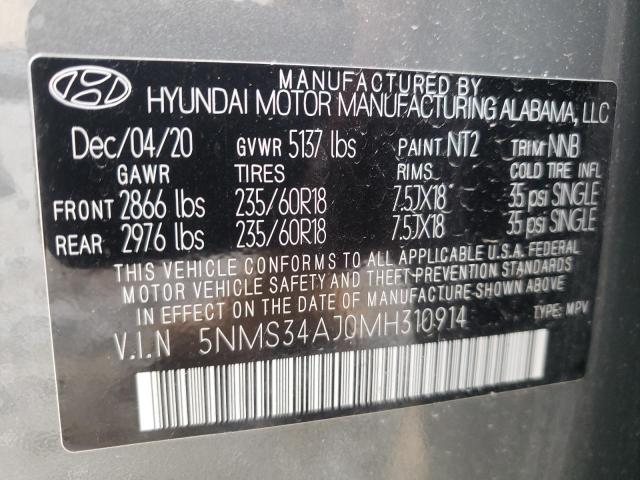 MANUFACTURED BY
HYUNDAI MOTOR MANUFACTURING ALABAMA, LLC
Dec/04/20 GVWR 5137 lbs PAINT NT2 TRIM NNB
GAWR TIRES RIMS COLD TIRE INFL
FRONT 2866 lbs 235/60R18 7.5JX18 35 psi SINGLE
REAR 2976 lbs 235/60R18 7.5JX18 35 psi SINGLE
THIS VEHICLE CONFORMS TO ALL APPLICABLE U.S.A. FEDERAL
MOTOR VEHICLE SAFETY AND THEFT-PREVENTION STANDARDS
IN EFFECT ON THE DATE OF MANUFACTURE SHOWN ABOVE.
V.I.N 5NMS34AJ0MH310914 TYPE: MPV